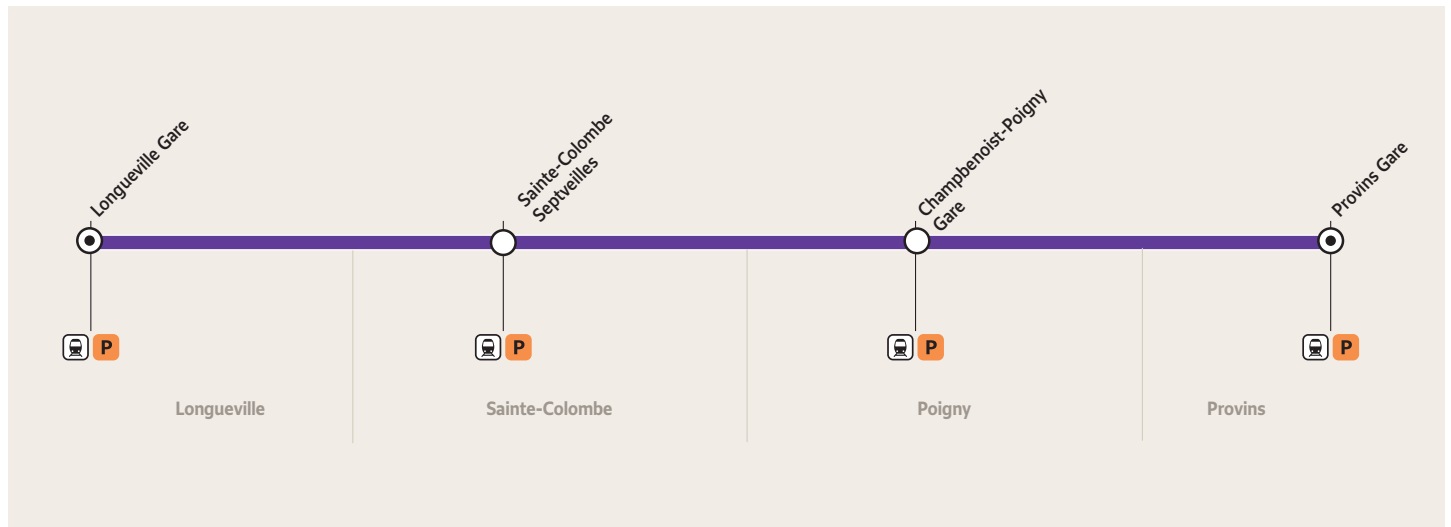 Longueville Gare
Sainte-Colombe
Septveilles
Champbenoist-Poigny
Gare
Provins Gare
P
P
P
P
Longueville
Sainte-Colombe
Poigny
Provins